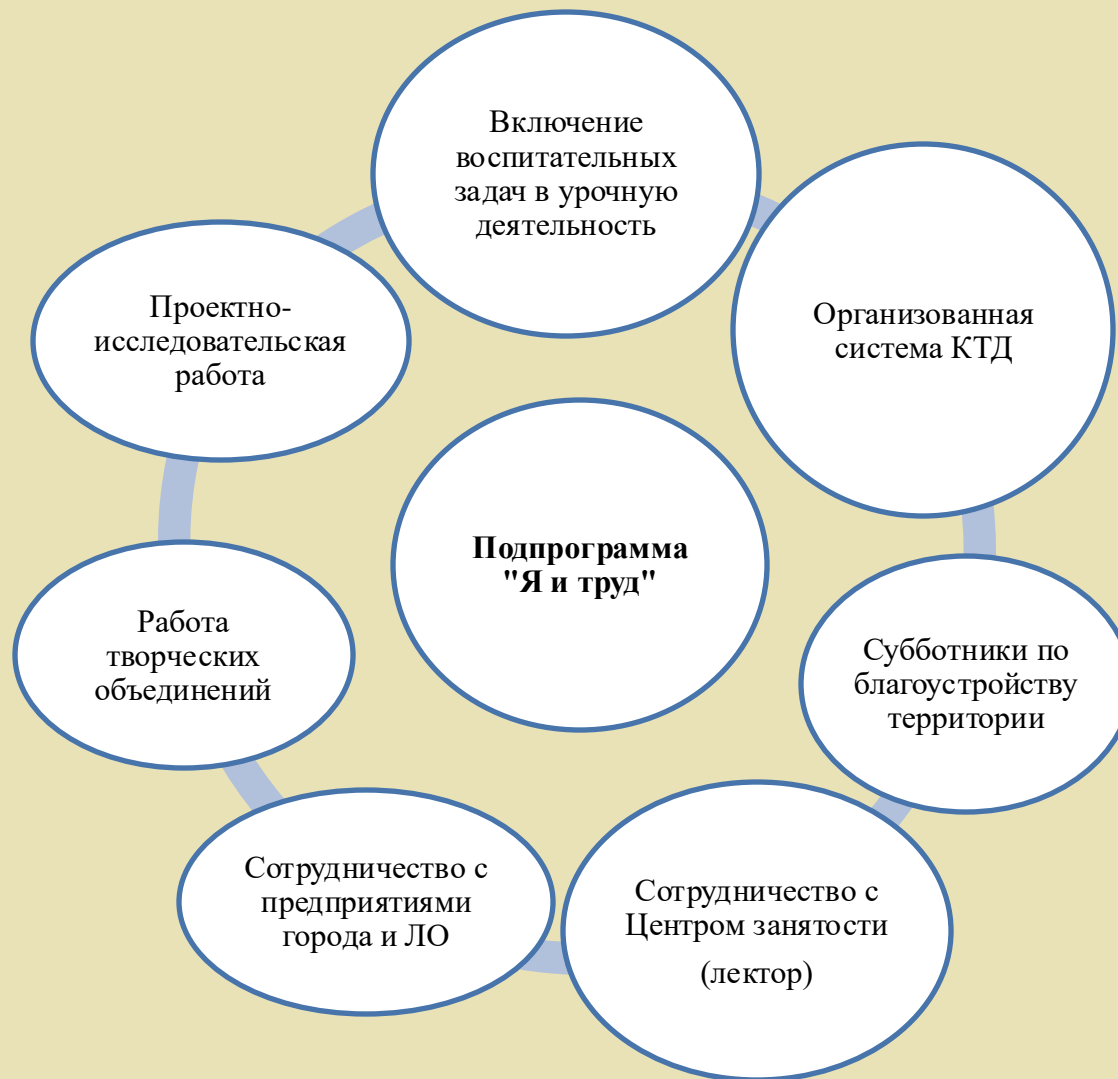 Включение
воспитательных
задач в урочную
деятельность
Организованная
система КТД
Субботники по
благоустройству
территории
Сотрудничество с
Центром занятости
(лектор)
Сотрудничество с
предприятиями
города и ЛО
Работа
творческих
объединений
Проектно-
исследовательская
работа
Подпрограмма
"Я и труд"